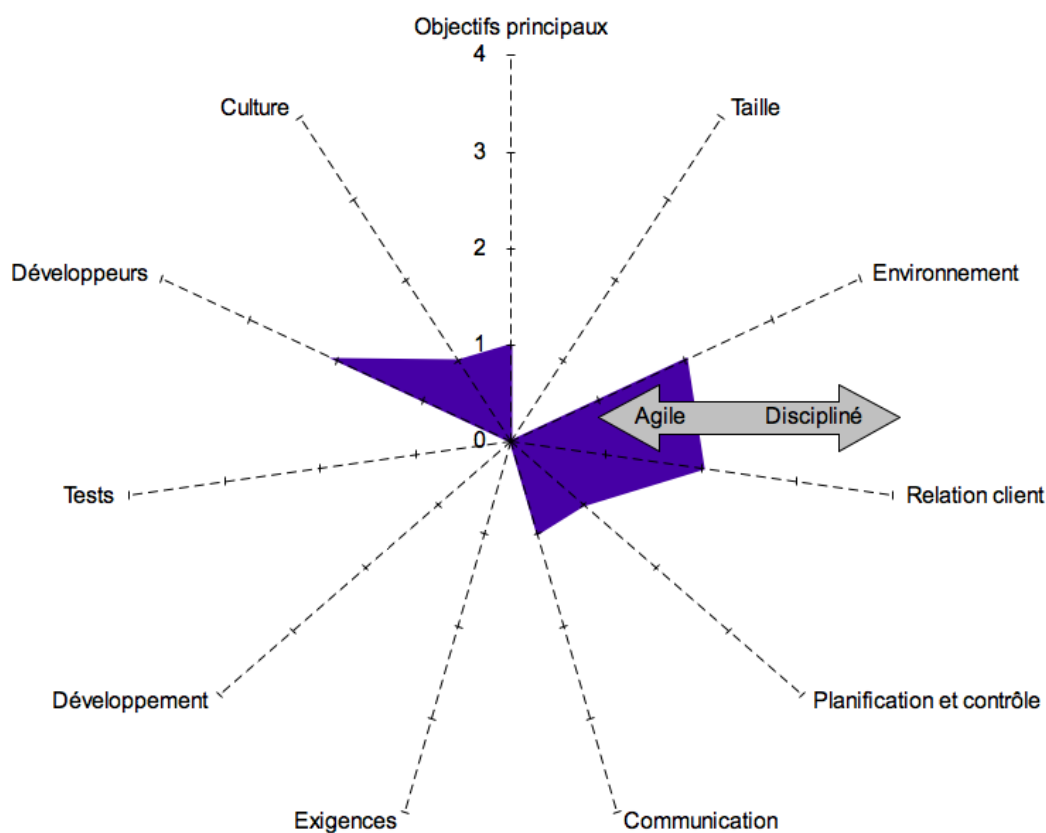 Objectifs principaux
4
Culture
Taille
3
2
Développeurs
Environnement
1
Agile
Discipliné
0
Tests
Relation client
Développement
Planification et contrôle
Exigences
Communication